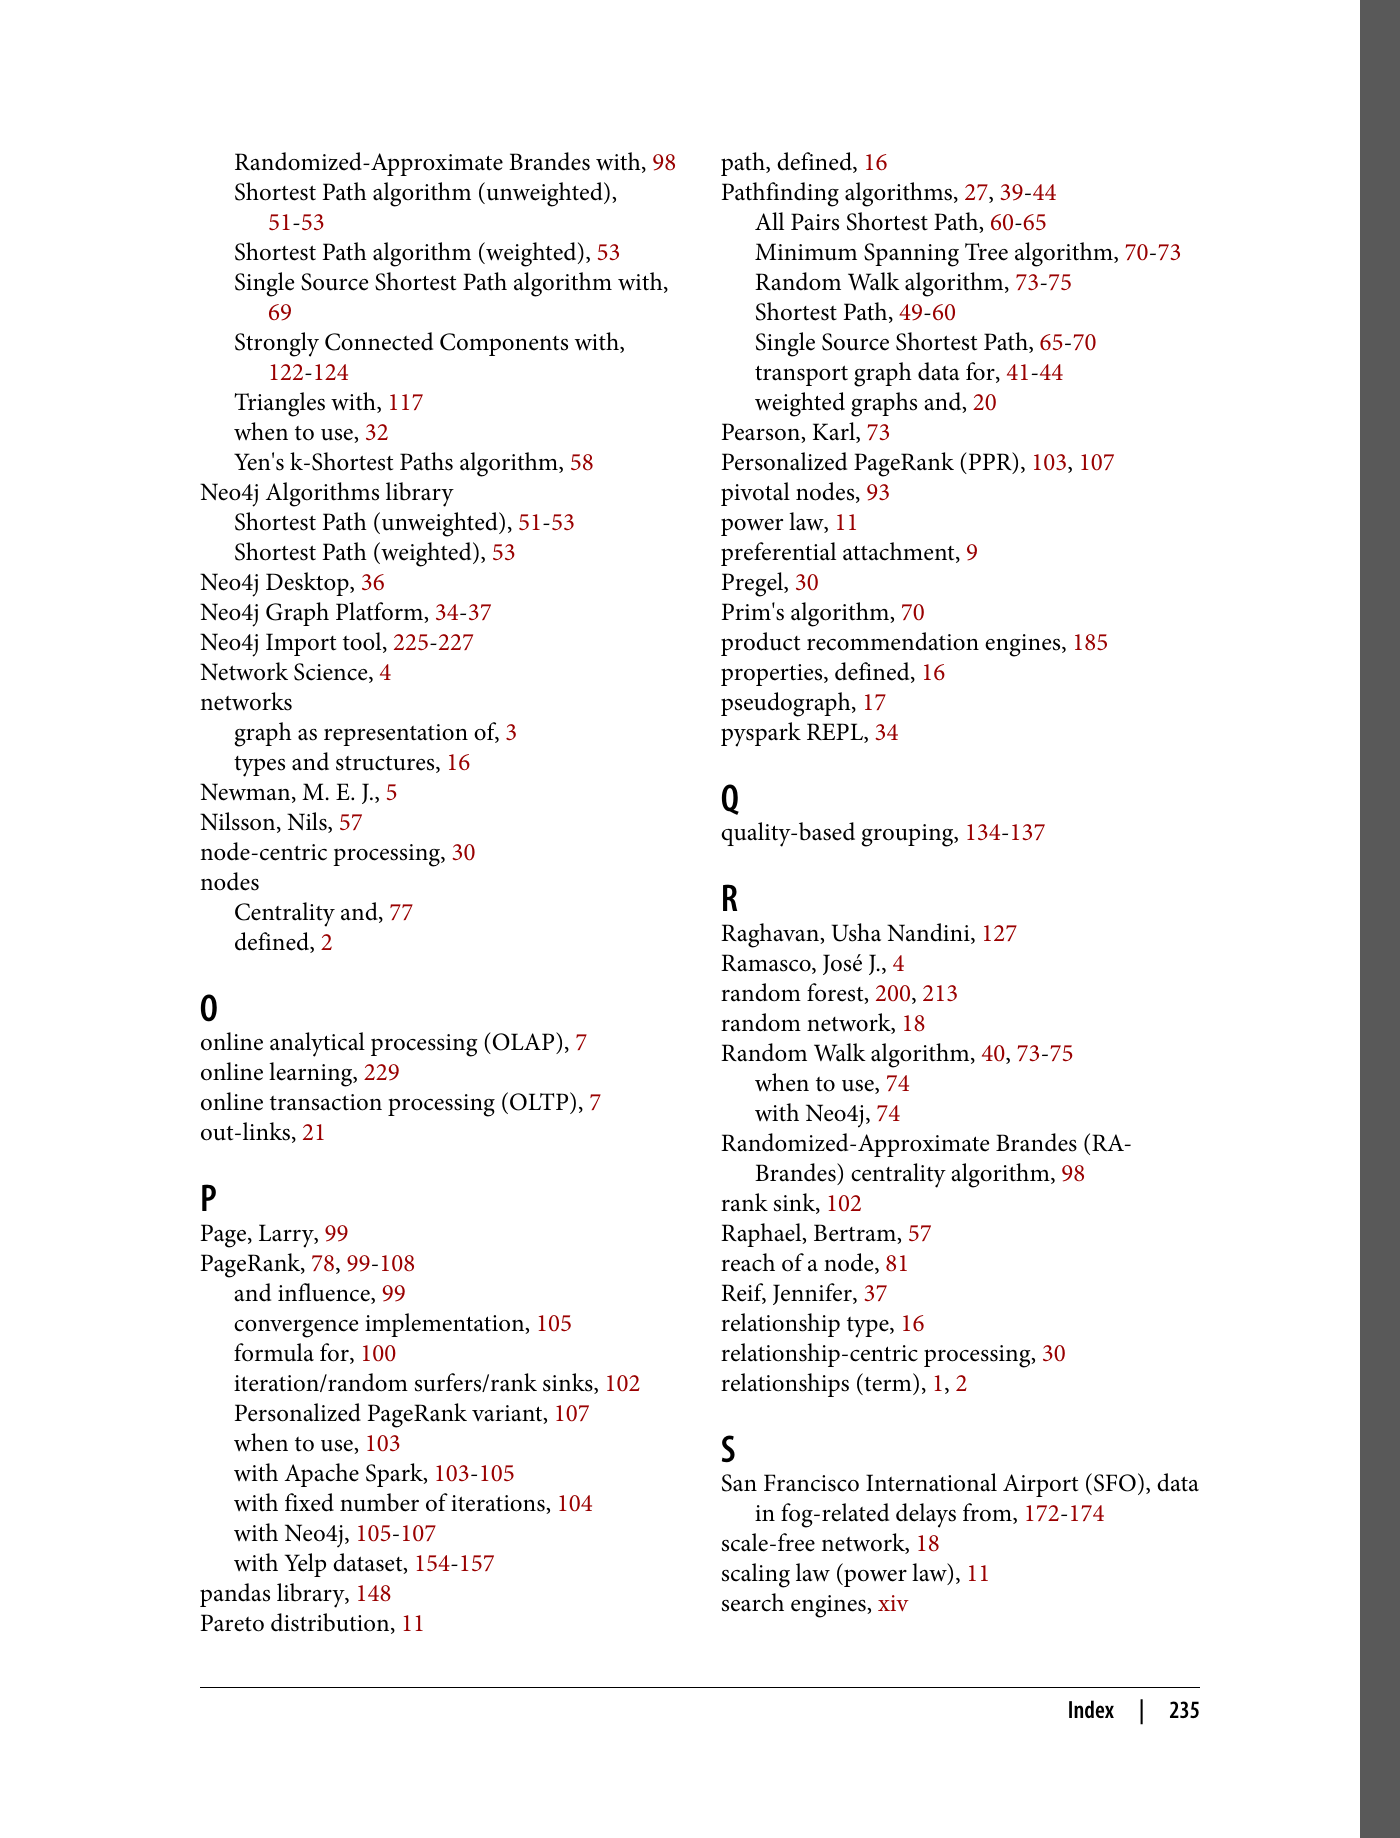 Randomized-Approximate Brandes with, 98
Shortest Path algorithm (unweighted),
51-53
Shortest Path algorithm (weighted), 53
Single Source Shortest Path algorithm with,
69
Strongly Connected Components with,
122-124
Triangles with, 117
when to use, 32
Yen's k-Shortest Paths algorithm, 58
Neo4j Algorithms library
Shortest Path (unweighted), 51-53
Shortest Path (weighted), 53
Neo4j Desktop, 36
Neo4j Graph Platform, 34-37
Neo4j Import tool, 225-227
Network Science, 4
networks
graph as representation of, 3
types and structures, 16
Newman, M. E. J., 5
Nilsson, Nils, 57
node-centric processing, 30
nodes
Centrality and, 77
defined, 2
O
online analytical processing (OLAP), 7
online learning, 229
online transaction processing (OLTP), 7
out-links, 21
P
Page, Larry, 99
PageRank, 78, 99-108
and influence, 99
convergence implementation, 105
formula for, 100
iteration/random surfers/rank sinks, 102
Personalized PageRank variant, 107
when to use, 103
with Apache Spark, 103-105
with fixed number of iterations, 104
with Neo4j, 105-107
with Yelp dataset, 154-157
pandas library, 148
Pareto distribution, 11
path, defined, 16
Pathfinding algorithms, 27, 39-44
All Pairs Shortest Path, 60-65
Minimum Spanning Tree algorithm, 70-73
Random Walk algorithm, 73-75
Shortest Path, 49-60
Single Source Shortest Path, 65-70
transport graph data for, 41-44
weighted graphs and, 20
Pearson, Karl, 73
Personalized PageRank (PPR), 103, 107
pivotal nodes, 93
power law, 11
preferential attachment, 9
Pregel, 30
Prim's algorithm, 70
product recommendation engines, 185
properties, defined, 16
pseudograph, 17
pyspark REPL, 34
Q
quality-based grouping, 134-137
R
Raghavan, Usha Nandini, 127
Ramasco, José J., 4
random forest, 200, 213
random network, 18
Random Walk algorithm, 40, 73-75
when to use, 74
with Neo4j, 74
Randomized-Approximate Brandes (RA-
Brandes) centrality algorithm, 98
rank sink, 102
Raphael, Bertram, 57
reach of a node, 81
Reif, Jennifer, 37
relationship type, 16
relationship-centric processing, 30
relationships (term), 1, 2
S
San Francisco International Airport (SFO), data
in fog-related delays from, 172-174
scale-free network, 18
scaling law (power law), 11
search engines, xiv
Index | 235